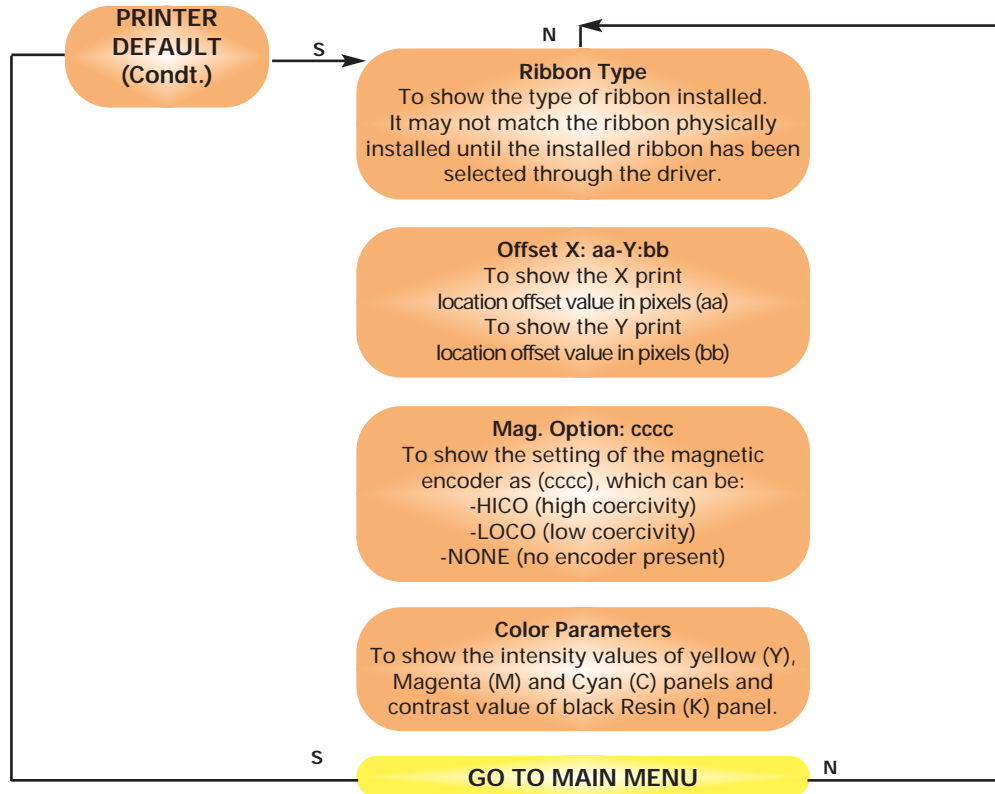 PRINTER
DEFAULT
(Condt.)
S
N
Ribbon Type
To show the type of ribbon installed.
It may not match the ribbon physically
installed until the installed ribbon has been
selected through the driver.
Offset X: aa-Y:bb
To show the X print
location offset value in pixels (aa)
To show the Y print
location offset value in pixels (bb)
Mag. Option: cccc
To show the setting of the magnetic
encoder as (cccc), which can be:
-HICO (high coercivity)
-LOCO (low coercivity)
-NONE (no encoder present)
Color Parameters
To show the intensity values of yellow (Y),
Magenta (M) and Cyan (C) panels and
contrast value of black Resin (K) panel.
S
GO TO MAIN MENU
N